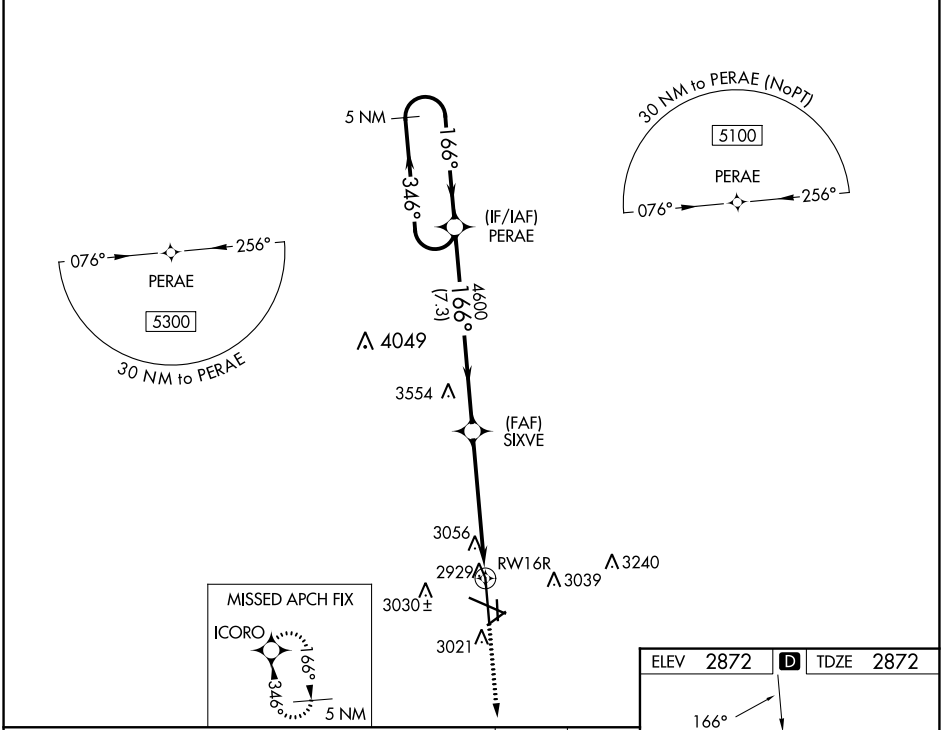 5 NM
166°
346°
(IF/IAF)
PERAE
30 NM to PERAE (NoPT)
5100
PERAE
076°
256°
076°
256°
PERAE
5300
30 NM to PERAE
4600
166°
(7.3)
4049
3554
(FAF)
SIXVE
3056
2929
RW16R
3240
3039
3030±
3021
MISSED APCH FIX
ICORO
166°
346°
5 NM
ELEV 2872 D TDZE 2872
166°